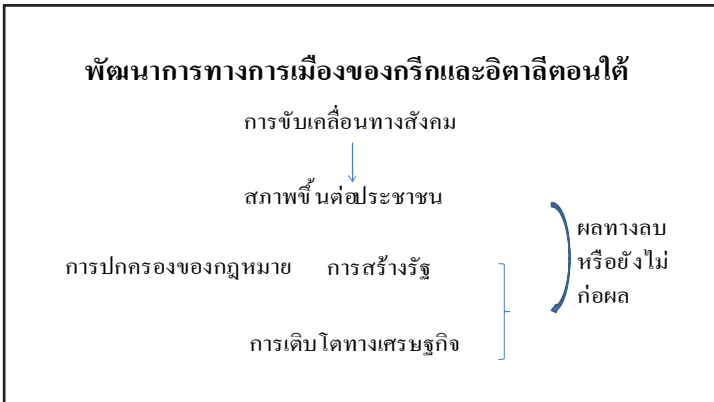 พัฒนาการทางการเมืองของกรีกและอิตาลีตอนใต้
การขับเคลื่อนทางสังคม
สภาพขึ้นต่อประชาชน
การปกครองของกฎหมาย การสร้างรัฐ
การเติบโตทางเศรษฐกิจ
ผลทางลบ
หรือยังไม่
ก่อผล